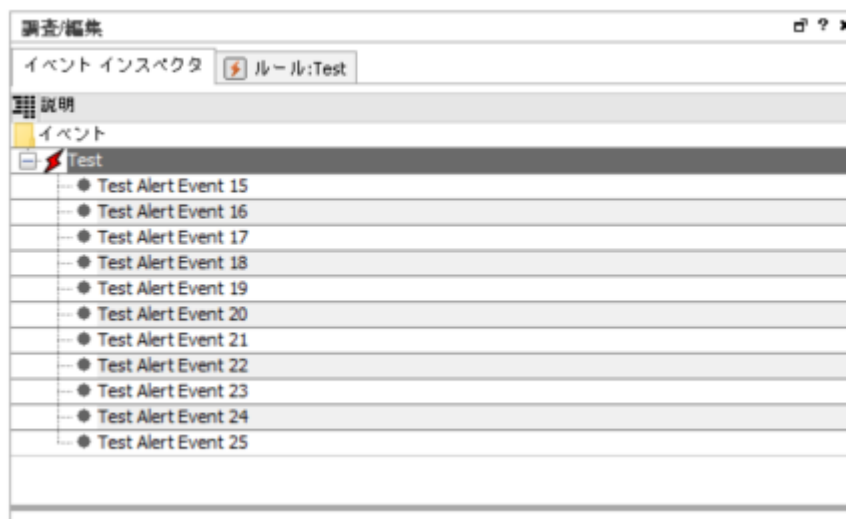 調査/編集
イベント インスペクタ ルール:Test
説明
イベント
Test
Test Alert Event 15
Test Alert Event 16
Test Alert Event 17
Test Alert Event 18
Test Alert Event 19
Test Alert Event 20
Test Alert Event 21
Test Alert Event 22
Test Alert Event 23
Test Alert Event 24
Test Alert Event 25